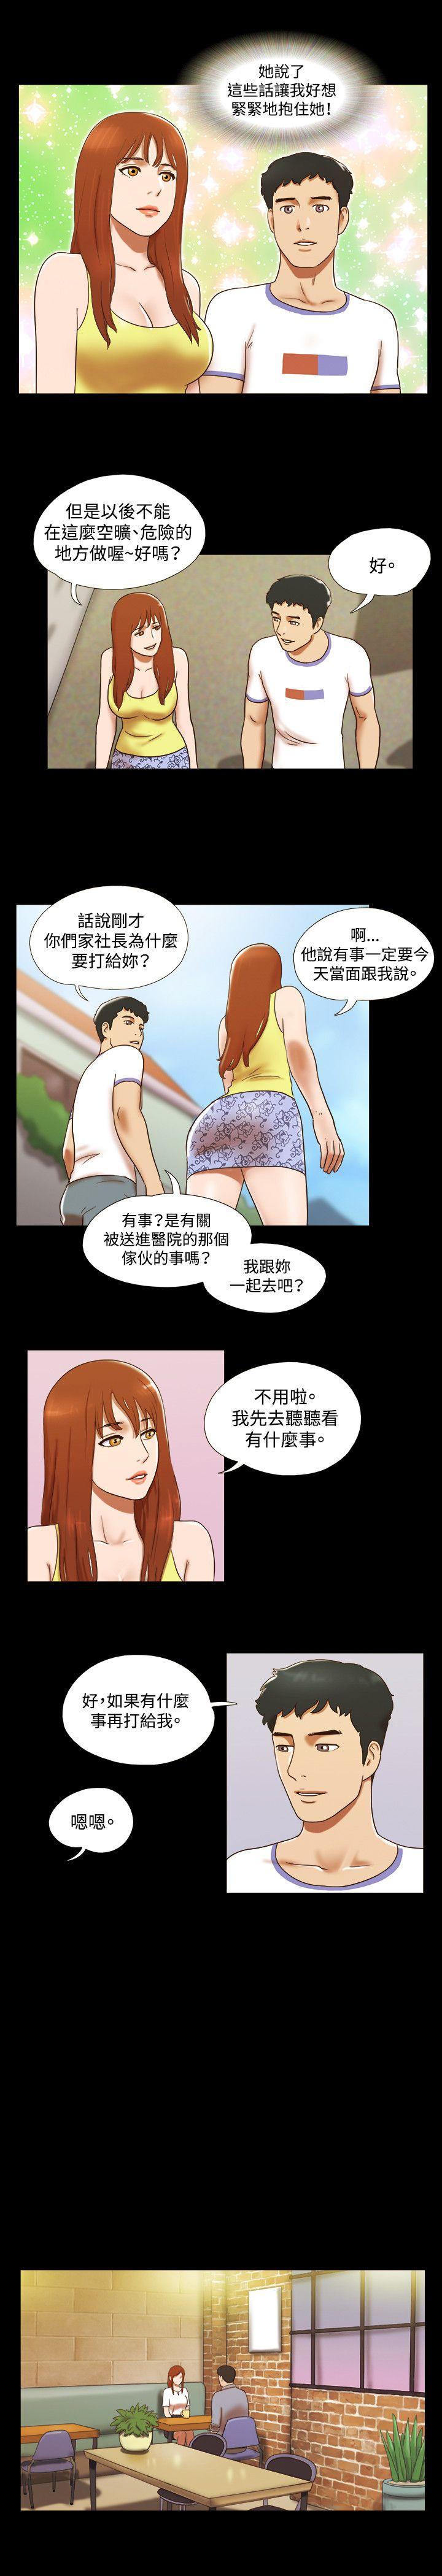 她說了
這些話讓我好想
緊緊地抱住她!
但是以後不能
在這麼空曠、危險的
地方做喔~好嗎?
好。
話說剛才
你們家社長為什麼
要打給妳?
啊...
他說有事一定要今
天當面跟我說。
有事?是有關
被送進醫院的那個
傢伙的事嗎?
我跟妳
一起去吧?
不用啦。
我先去聽聽看
有什麼事。
好,如果有什麼
事再打給我。
嗯嗯。